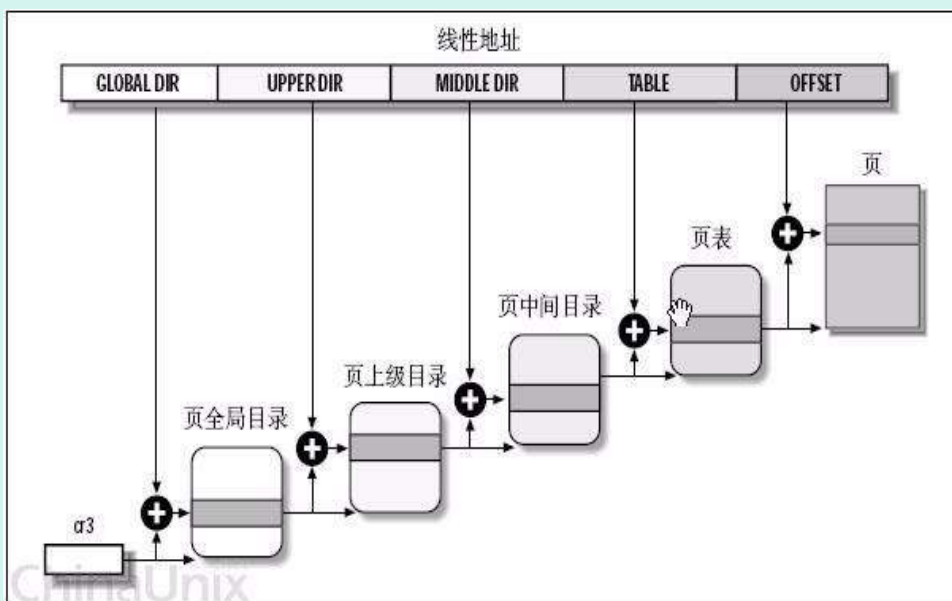 线性地址
GLOBAL DIR UPPER DIR MIDDLE DIR TABLE OFFSET
页
页表
页中间目录
页上级目录
页全局目录
cr3
ChinaUnix